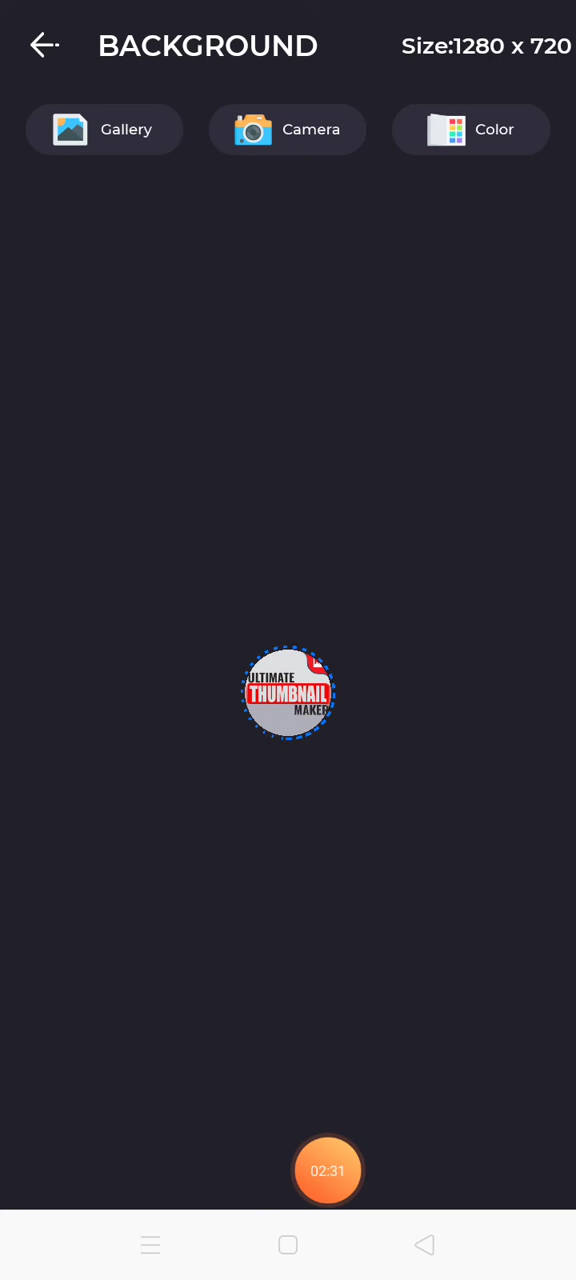 BACKGROUND
Size:1280 x 720
Gallery
Camera
Color
ULTIMATE
THUMBNAIL
MAKER
02:31